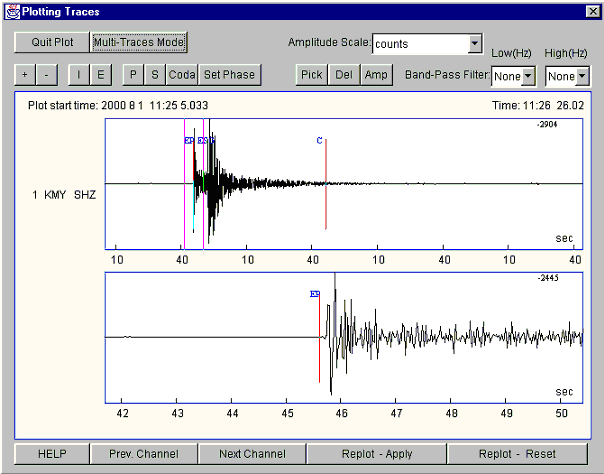 Plotting Traces
Quit Plot Multi-Traces Mode Amplitude Scale: counts Low(Hz) High(Hz)
+ - I E P S Coda Set Phase Pick Del Amp Band-Pass Filter: None None
Plot start time: 2000 8 1 11:25 5.033 Time: 11:26 26.02
-2904
EP ES C
1 KMY SHZ
sec
10 40 10 40 10 40 10 40
-2445
EP
sec
42 43 44 45 46 47 48 49 50
HELP Prev. Channel Next Channel Replot - Apply Replot - Reset